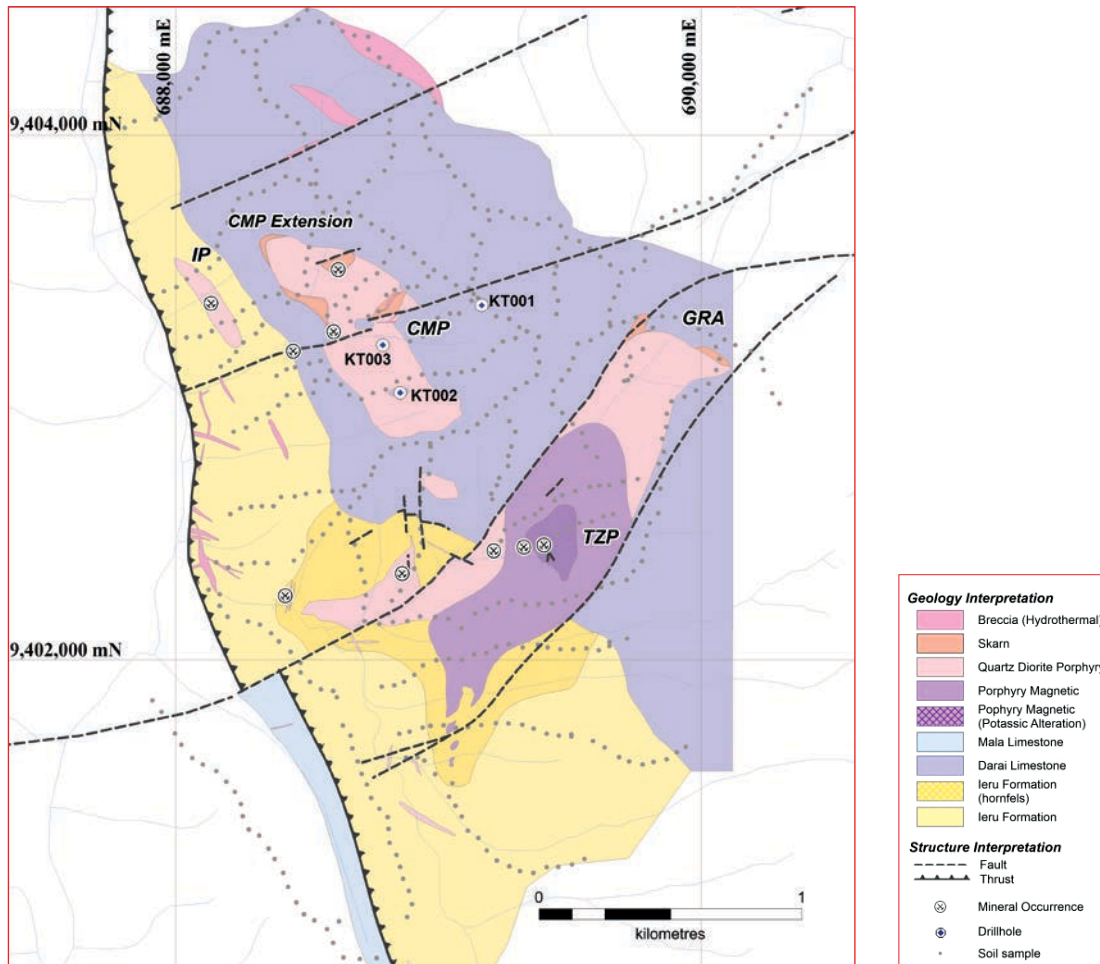 688,000 mE
690,000 mE
9,404,000 mN
CMP Extension
IP
KT001
CMP
GRA
KT003
KT002
TZP
9,402,000 mN
0
1
kilometres
Geology Interpretation
Breccia (Hydrothermal)
Skarn
Quartz Diorite Porphyry
Porphyry Magnetic
Pophyry Magnetic
(Potassic Alteration)
Mala Limestone
Darai Limestone
Ieru Formation
(hornfels)
Ieru Formation
Structure Interpretation
Fault
Thrust
Mineral Occurrence
Drillhole
Soil sample